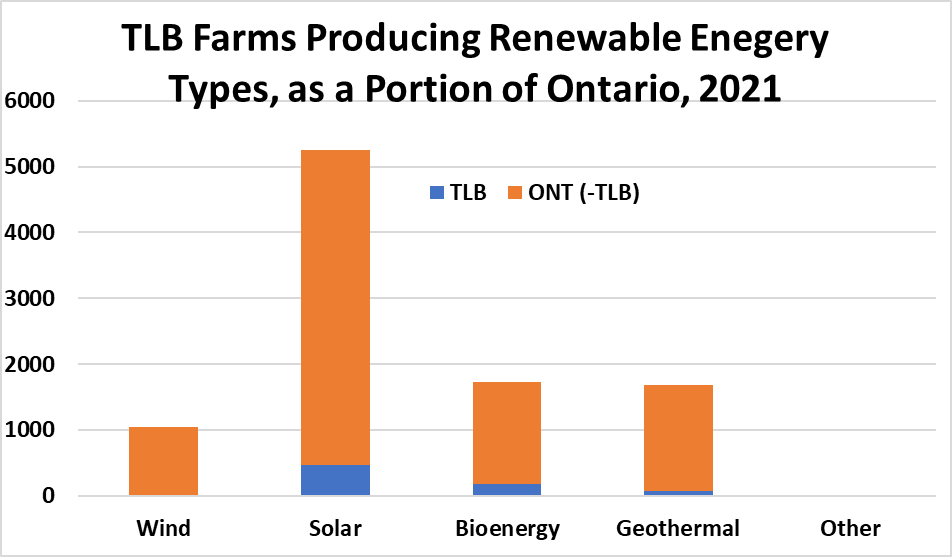 TLB Farms Producing Renewable Enegery
Types, as a Portion of Ontario, 2021
6000
5000
TLB ONT (-TLB)
4000
3000
2000
1000
0
Wind Solar Bioenergy Geothermal Other